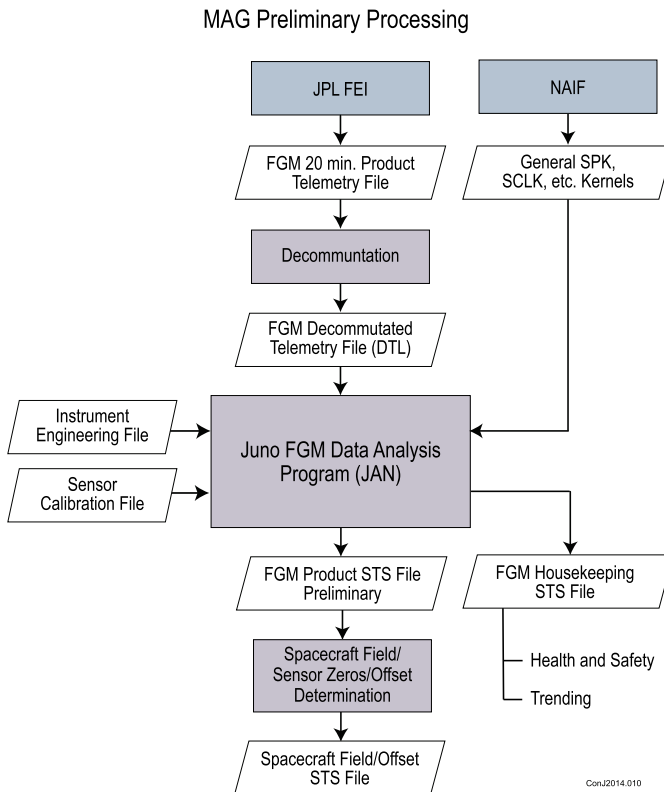 MAG Preliminary Processing
JPL FEI
NAIF
FGM 20 min. Product
Telemetry File
General SPK,
SCLK, etc. Kernels
Decommuntation
FGM Decommutated
Telemetry File (DTL)
Instrument
Engineering File
Juno FGM Data Analysis
Program (JAN)
Sensor
Calibration File
FGM Product STS File
Preliminary
FGM Housekeeping
STS File
Spacecraft Field/
Sensor Zeros/Offset
Determination
Health and Safety
Trending
Spacecraft Field/Offset
STS File
ConJ2014.010